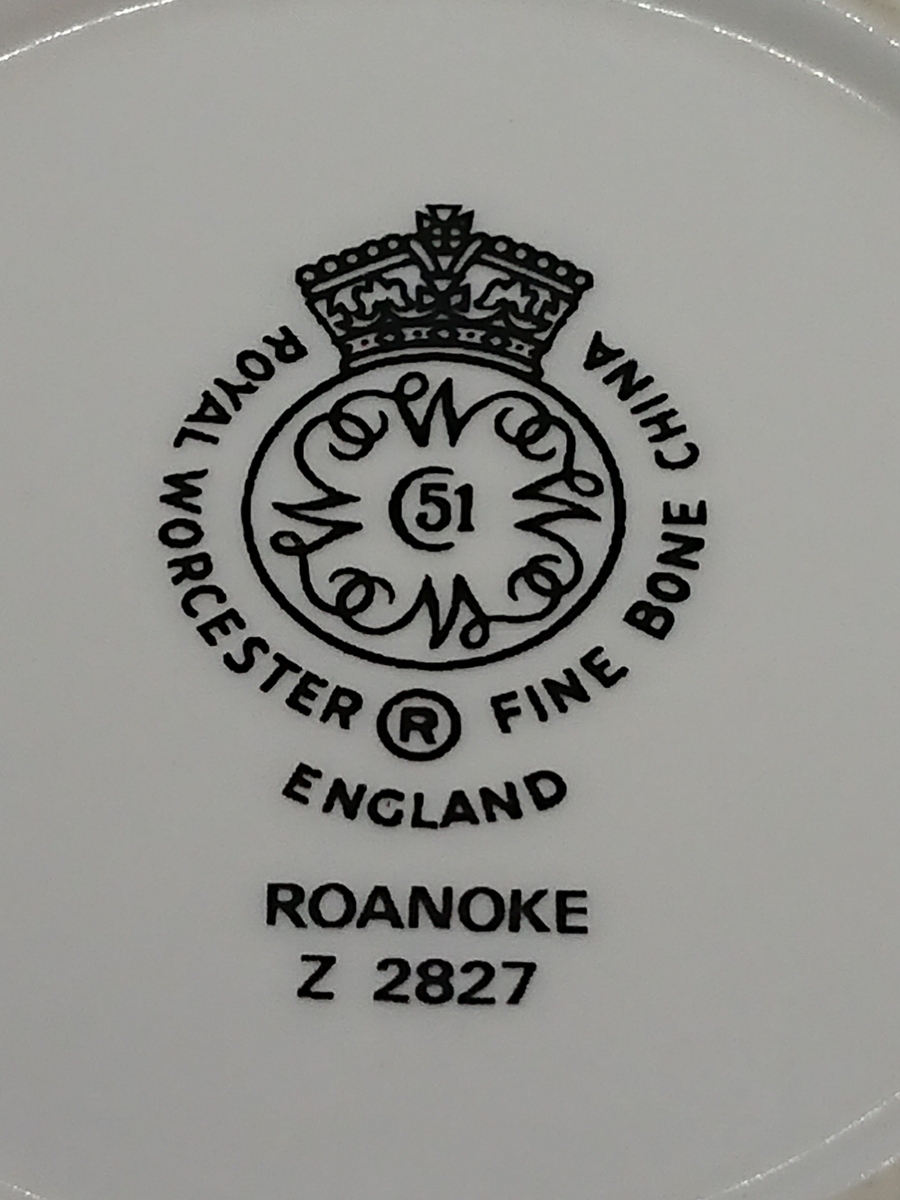 ROYAL WORCESTER ® FINE BONE CHINA
51
ENGLAND
ROANOKE
Z 2827